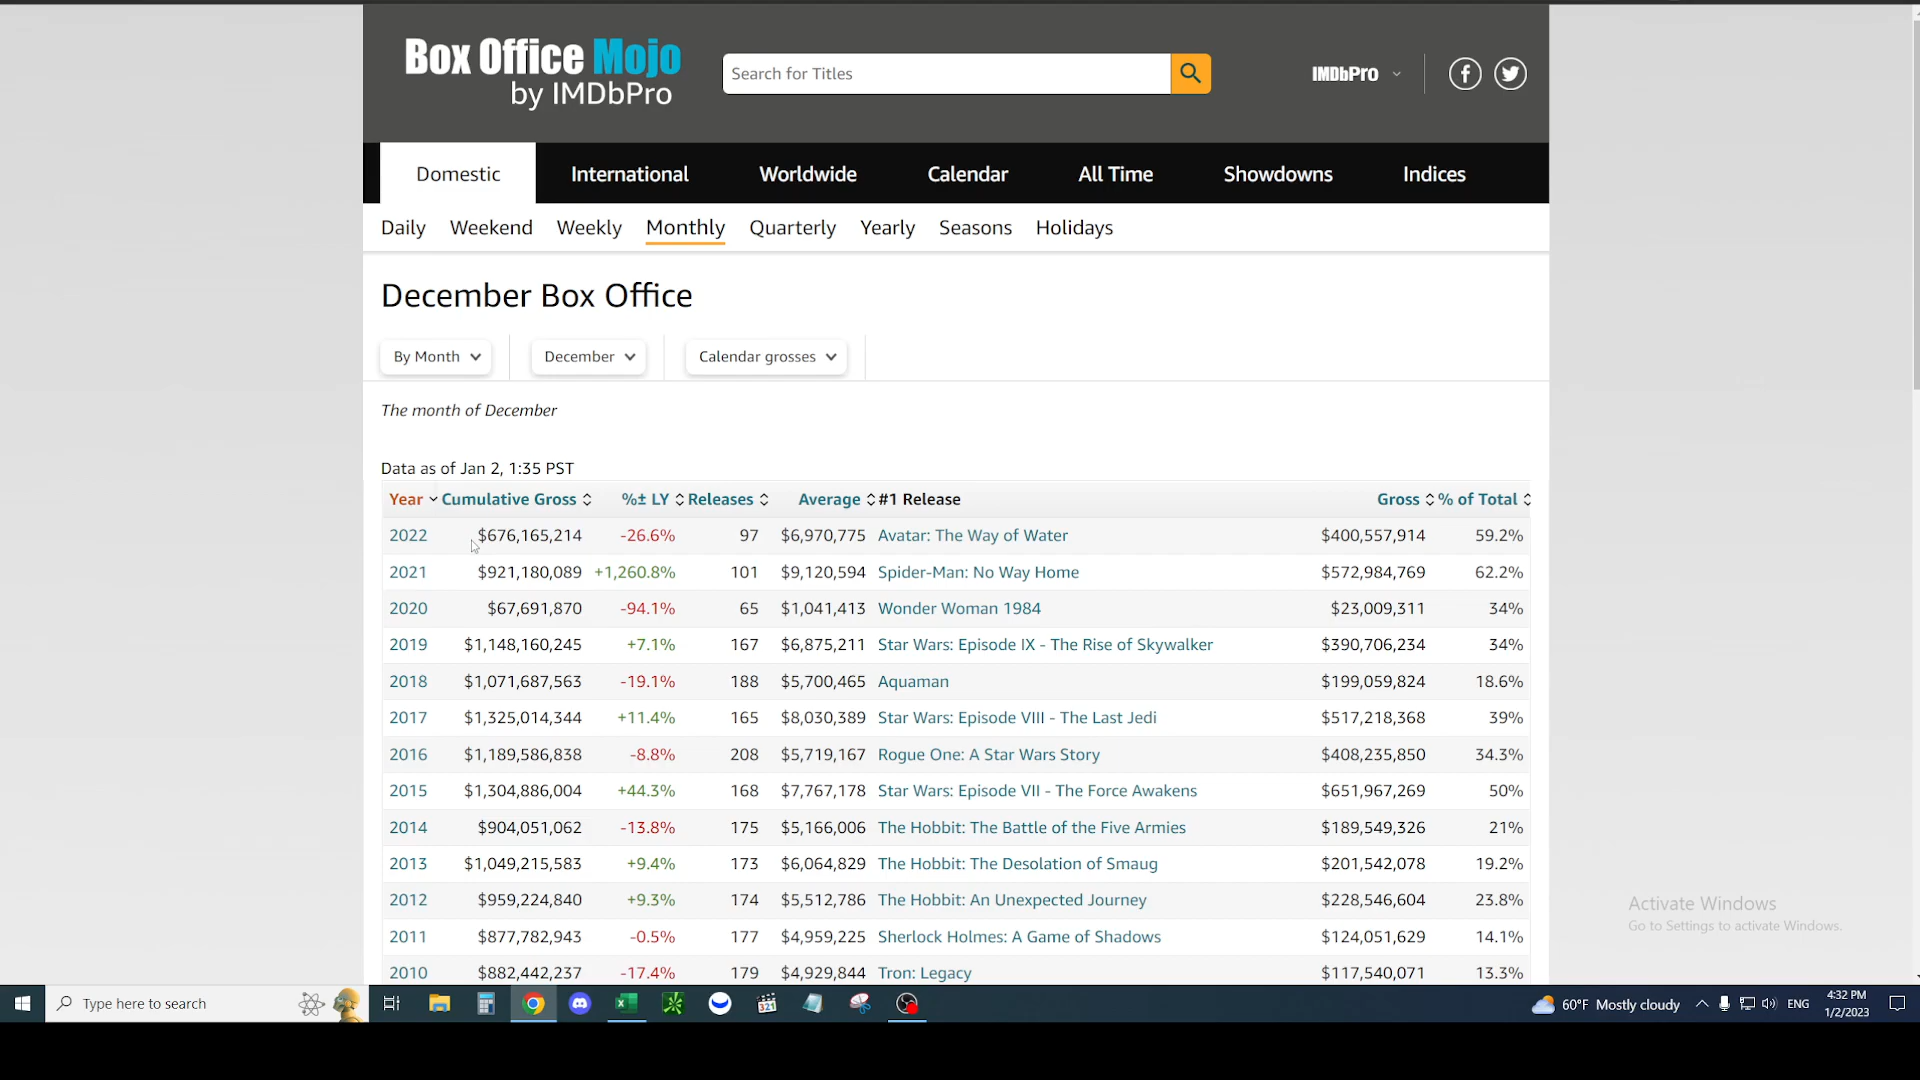 Box Office Mojo
by IMDbPro
Search for Titles
IMDbPro
Domestic International Worldwide Calendar All Time Showdowns Indices
Daily Weekend Weekly Monthly Quarterly Yearly Seasons Holidays
December Box Office
By Month December Calendar grosses
The month of December
Data as of Jan 2, 1:35 PST
Year Cumulative Gross %± LY Releases Average #1 Release Gross % of Total
2022 $676,165,214 -26.6% 97 $6,970,775 Avatar: The Way of Water $400,557,914 59.2%
2021 $921,180,089 +1,260.8% 101 $9,120,594 Spider-Man: No Way Home $572,984,769 62.2%
2020 $67,691,870 -94.1% 65 $1,041,413 Wonder Woman 1984 $23,009,311 34%
2019 $1,148,160,245 +7.1% 167 $6,875,211 Star Wars: Episode IX - The Rise of Skywalker $390,706,234 34%
2018 $1,071,687,563 -19.1% 188 $5,700,465 Aquaman $199,059,824 18.6%
2017 $1,325,014,344 +11.4% 165 $8,030,389 Star Wars: Episode VIII - The Last Jedi $517,218,368 39%
2016 $1,189,586,838 -8.8% 208 $5,719,167 Rogue One: A Star Wars Story $408,235,850 34.3%
2015 $1,304,886,004 +44.3% 168 $7,767,178 Star Wars: Episode VII - The Force Awakens $651,967,269 50%
2014 $904,051,062 -13.8% 175 $5,166,006 The Hobbit: The Battle of the Five Armies $189,549,326 21%
2013 $1,049,215,583 +9.4% 173 $6,064,829 The Hobbit: The Desolation of Smaug $201,542,078 19.2%
2012 $959,224,840 +9.3% 174 $5,512,786 The Hobbit: An Unexpected Journey $228,546,604 23.8%
2011 $877,782,943 -0.5% 177 $4,959,225 Sherlock Holmes: A Game of Shadows $124,051,629 14.1%
2010 $882,442,237 -17.4% 179 $4,929,844 Tron: Legacy $117,540,071 13.3%
Activate Windows
Go to Settings to activate Windows.
Type here to search
321
60°F Mostly cloudy
ENG
4:32 PM
1/2/2023